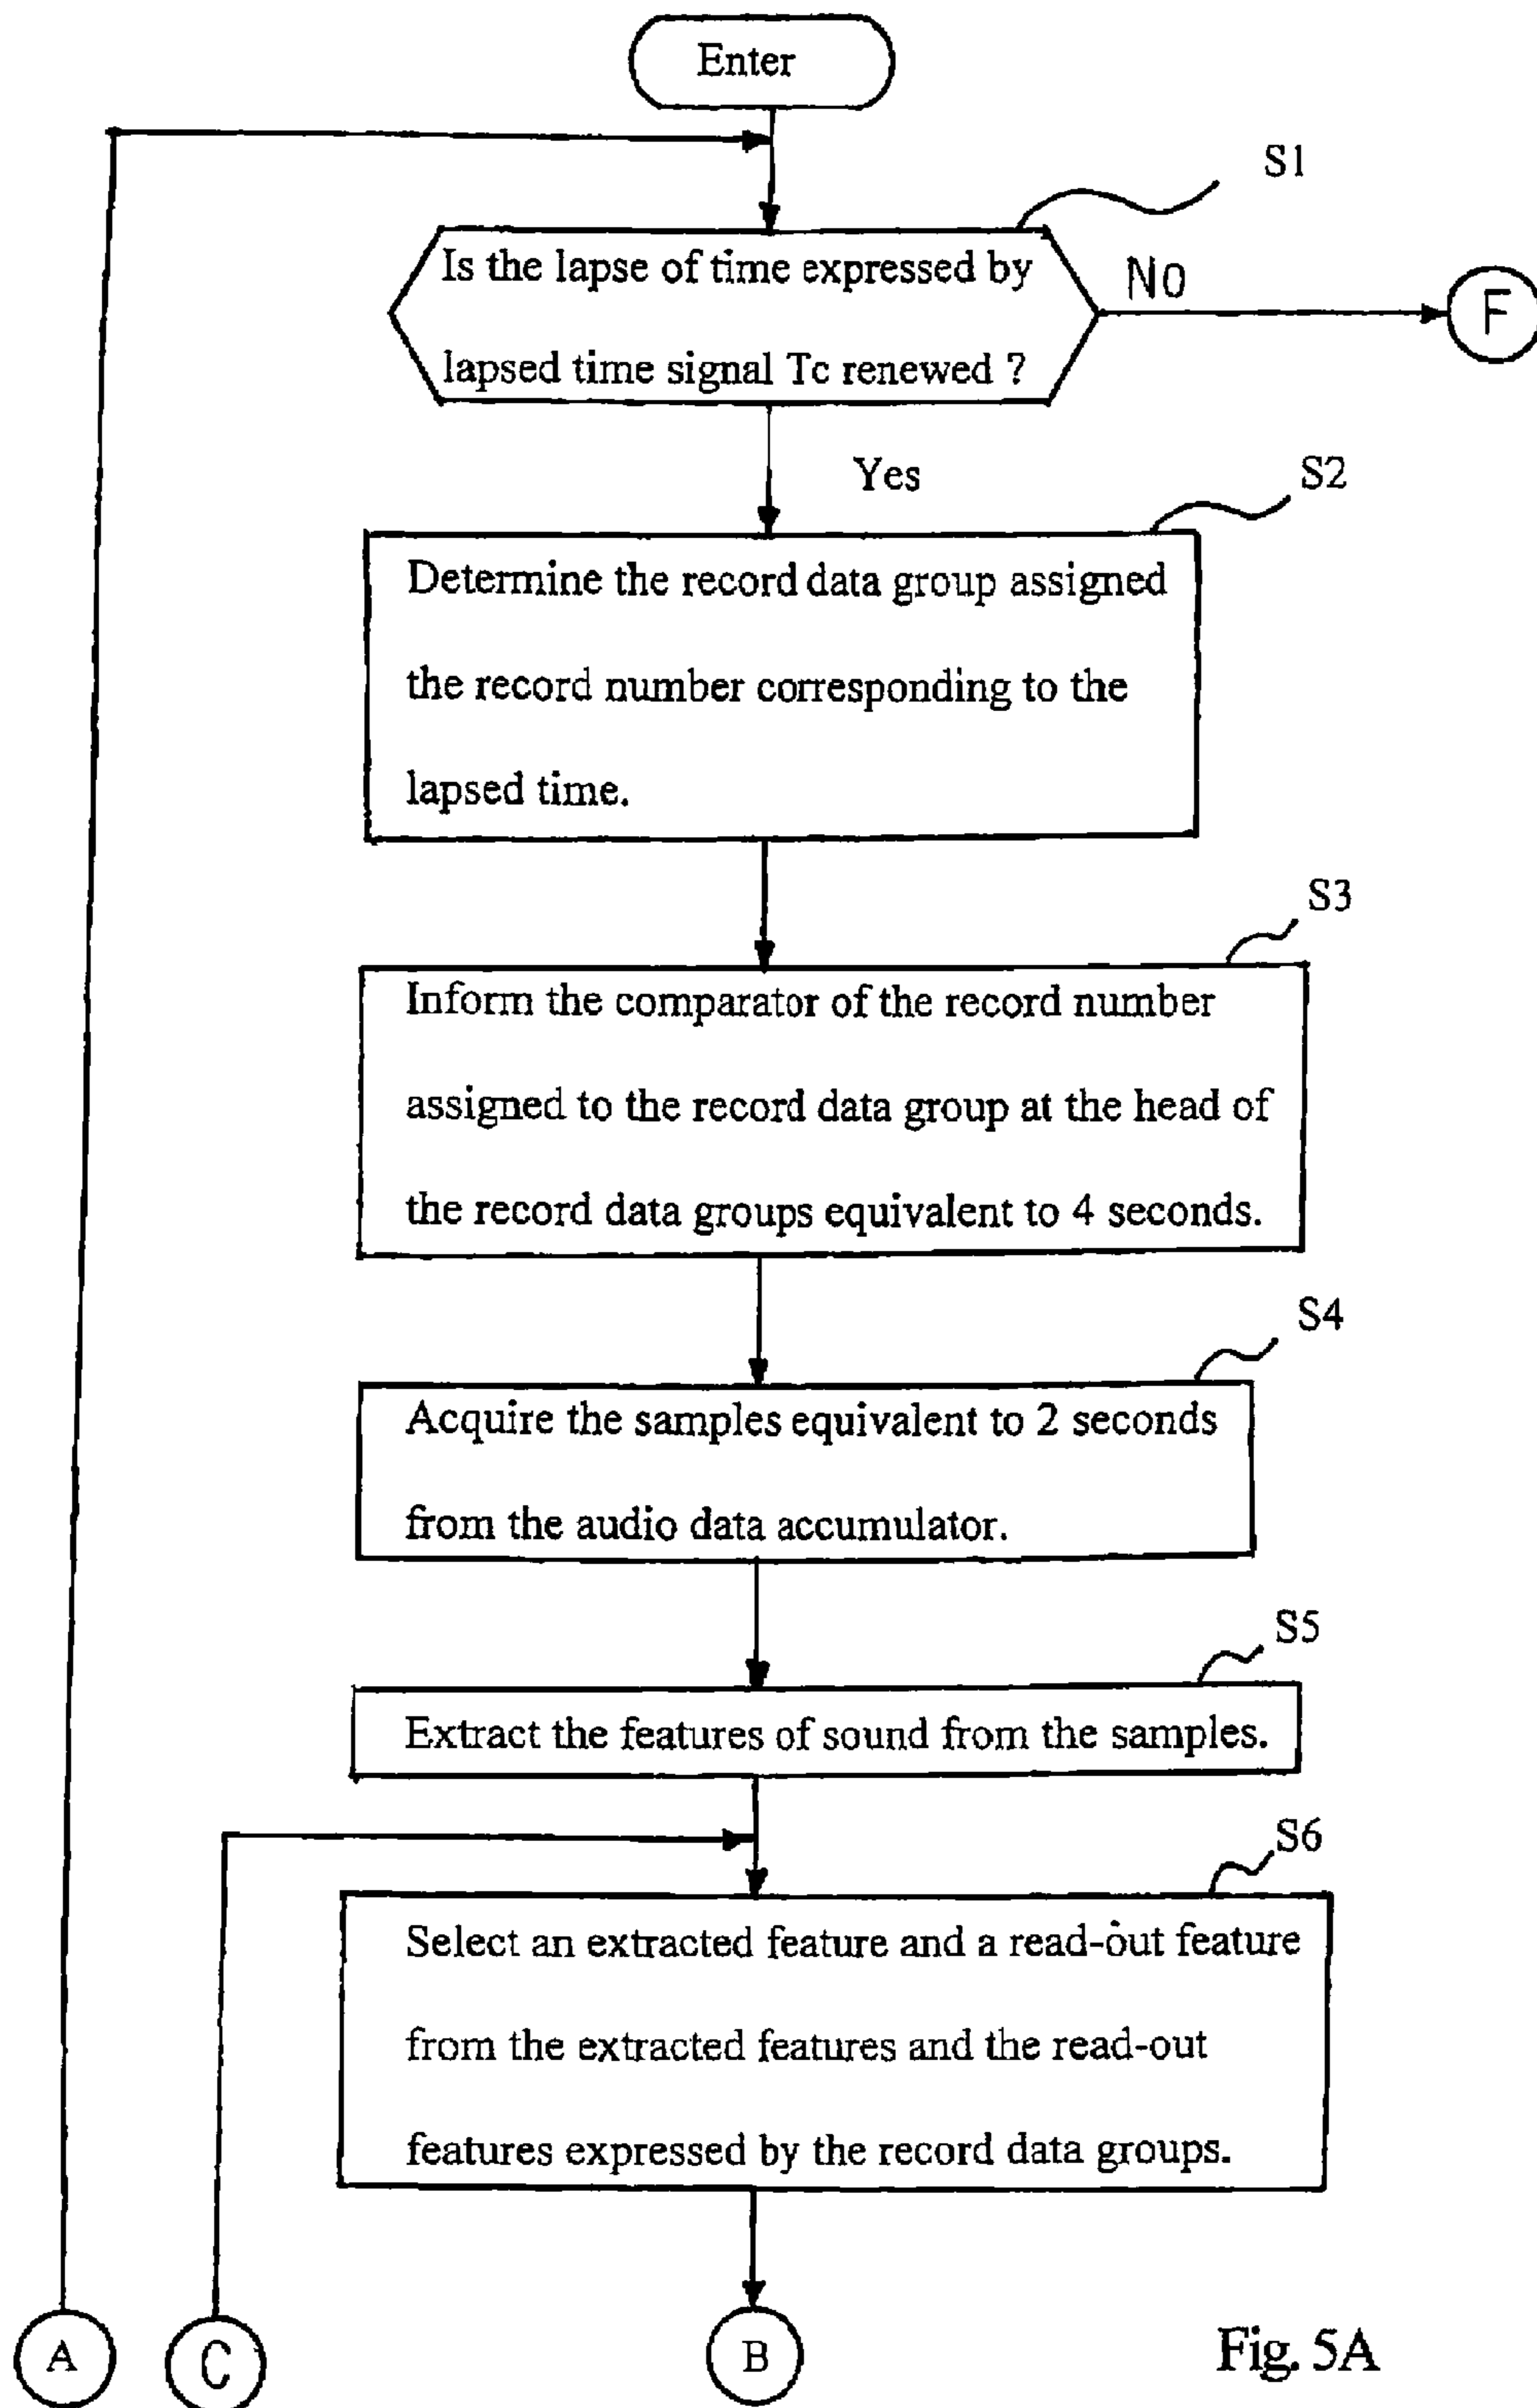 Enter
S1
Is the lapse of time expressed by
lapsed time signal Tc renewed ?
No
F
Yes
S2
Determine the record data group assigned
the record number corresponding to the
lapsed time.
S3
Inform the comparator of the record number
assigned to the record data group at the head of
the record data groups equivalent to 4 seconds.
S4
Acquire the samples equivalent to 2 seconds
from the audio data accumulator.
S5
Extract the features of sound from the samples.
S6
Select an extracted feature and a read-out feature
from the extracted features and the read-out
features expressed by the record data groups.
A
C
B
Fig. 5A